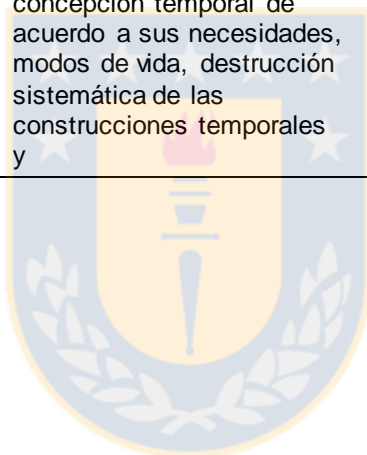 concepción temporal de
acuerdo a sus necesidades,
modos de vida, destrucción
sistemática de las
construcciones temporales
y